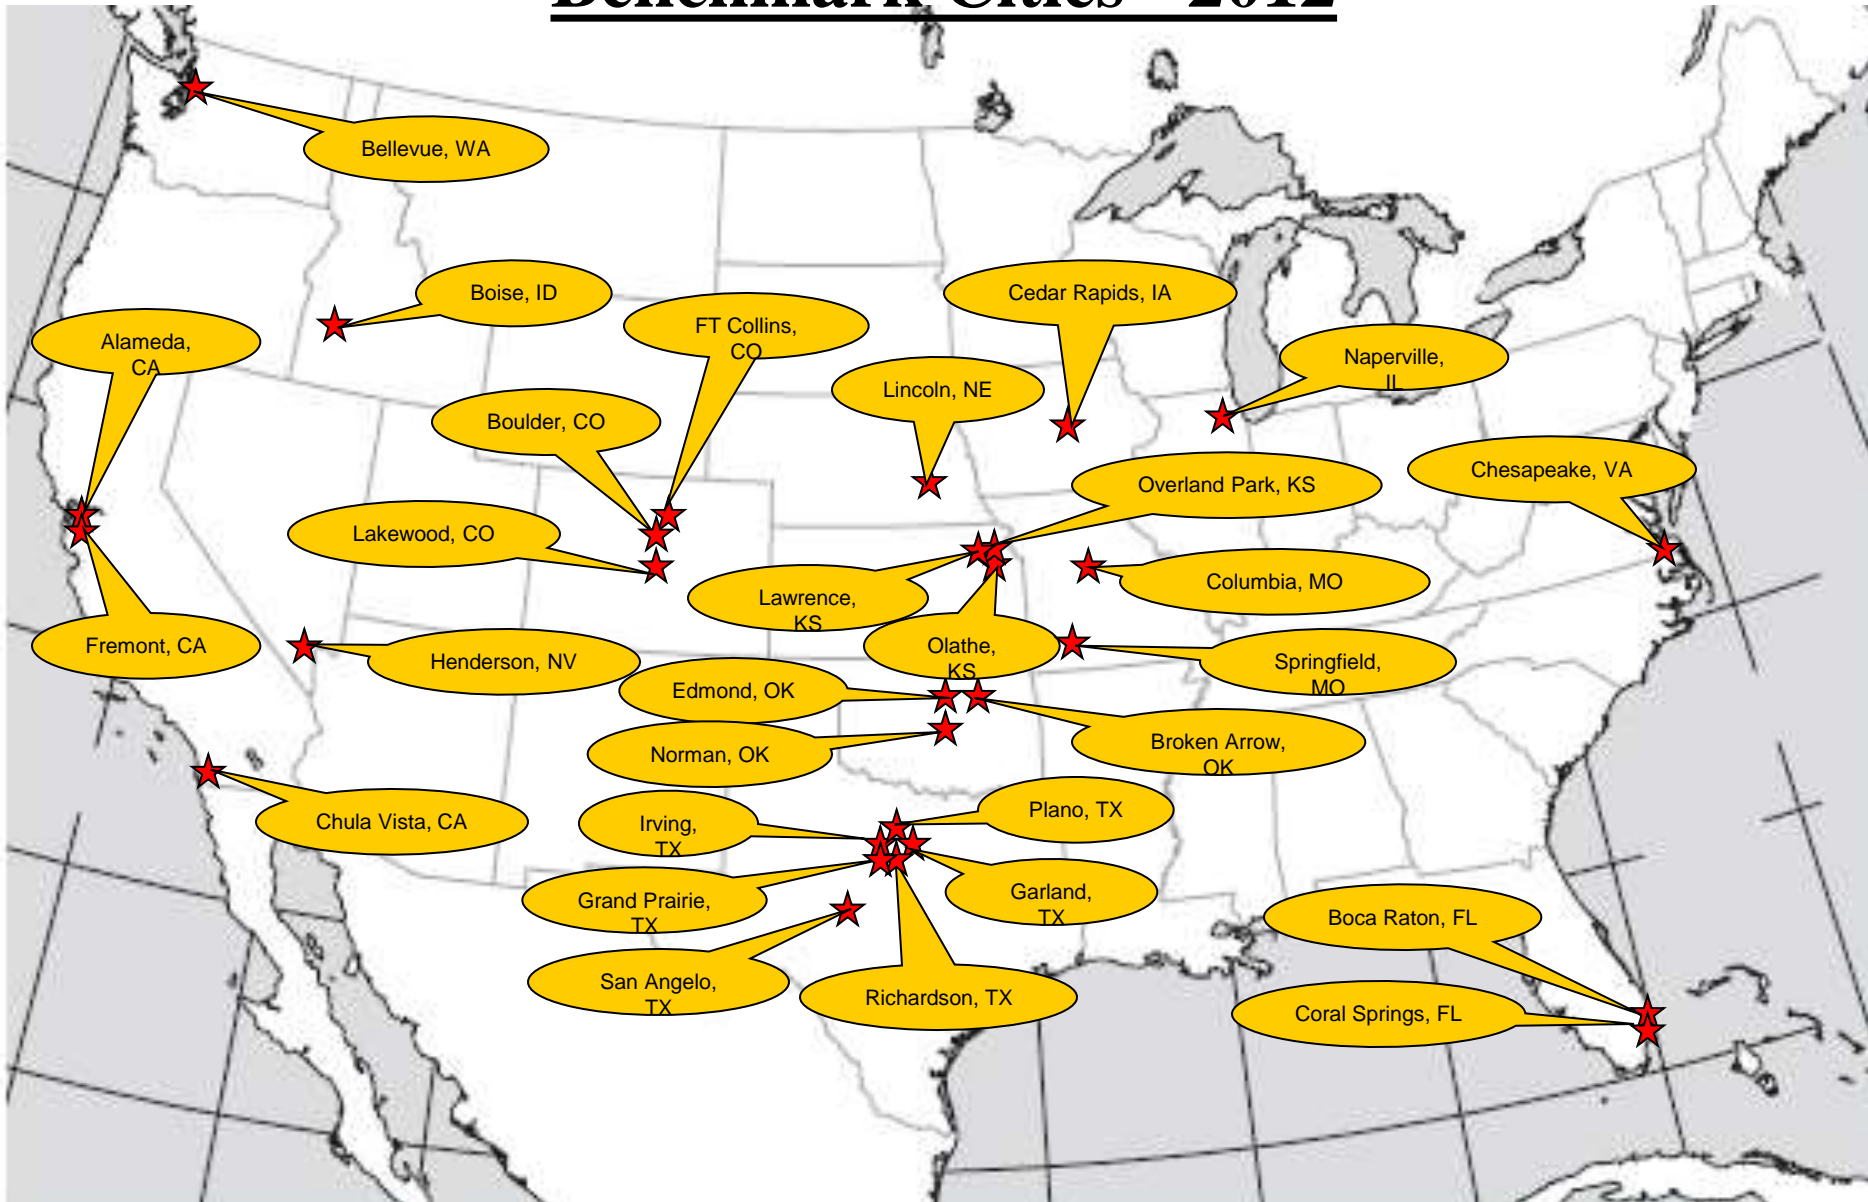 Benchmark Cities - 2012
Bellevue, WA
Boise, ID
Cedar Rapids, IA
FT Collins,
CO
Alameda,
CA
Naperville,
IL
Lincoln, NE
Boulder, CO
Chesapeake, VA
Overland Park, KS
Lakewood, CO
Columbia, MO
Lawrence,
KS
Fremont, CA
Henderson, NV
Olathe,
KS
Springfield,
MO
Edmond, OK
Norman, OK
Broken Arrow,
OK
Plano, TX
Chula Vista, CA
Irving,
TX
Grand Prairie,
TX
Garland,
TX
Boca Raton, FL
San Angelo,
TX
Richardson, TX
Coral Springs, FL